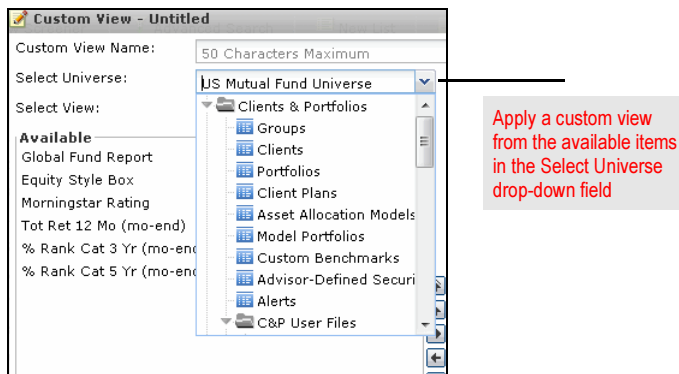 Custom View - Untitled
Custom View Name:
50 Characters Maximum
Select Universe:
US Mutual Fund Universe
Select View:
Clients & Portfolios
Groups
Clients
Portfolios
Client Plans
Asset Allocation Models
Model Portfolios
Custom Benchmarks
Advisor-Defined Securi
Alerts
C&P User Files
Available
Global Fund Report
Equity Style Box
Morningstar Rating
Tot Ret 12 Mo (mo-end)
% Rank Cat 3 Yr (mo-en
% Rank Cat 5 Yr (mo-en
Apply a custom view
from the available items
in the Select Universe
drop-down field